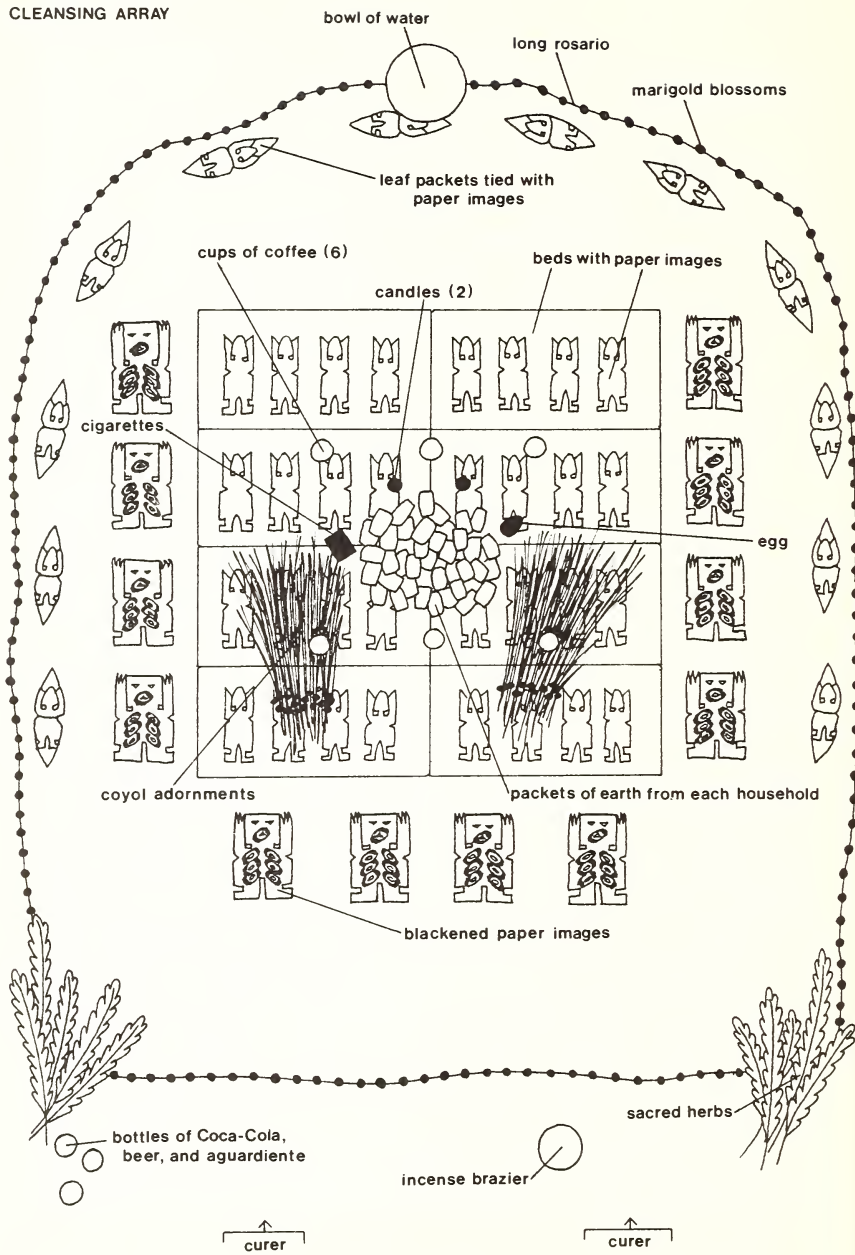 CLEANSING ARRAY
bowl of water
long rosario
marigold blossoms
leaf packets tied with
paper images
cups of coffee (6)
beds with paper images
candles (2)
cigarettes
egg
coyol adornments
packets of earth from each household
blackened paper images
sacred herbs
bottles of Coca-Cola,
beer, and aguardiente
incense brazier
curer
curer